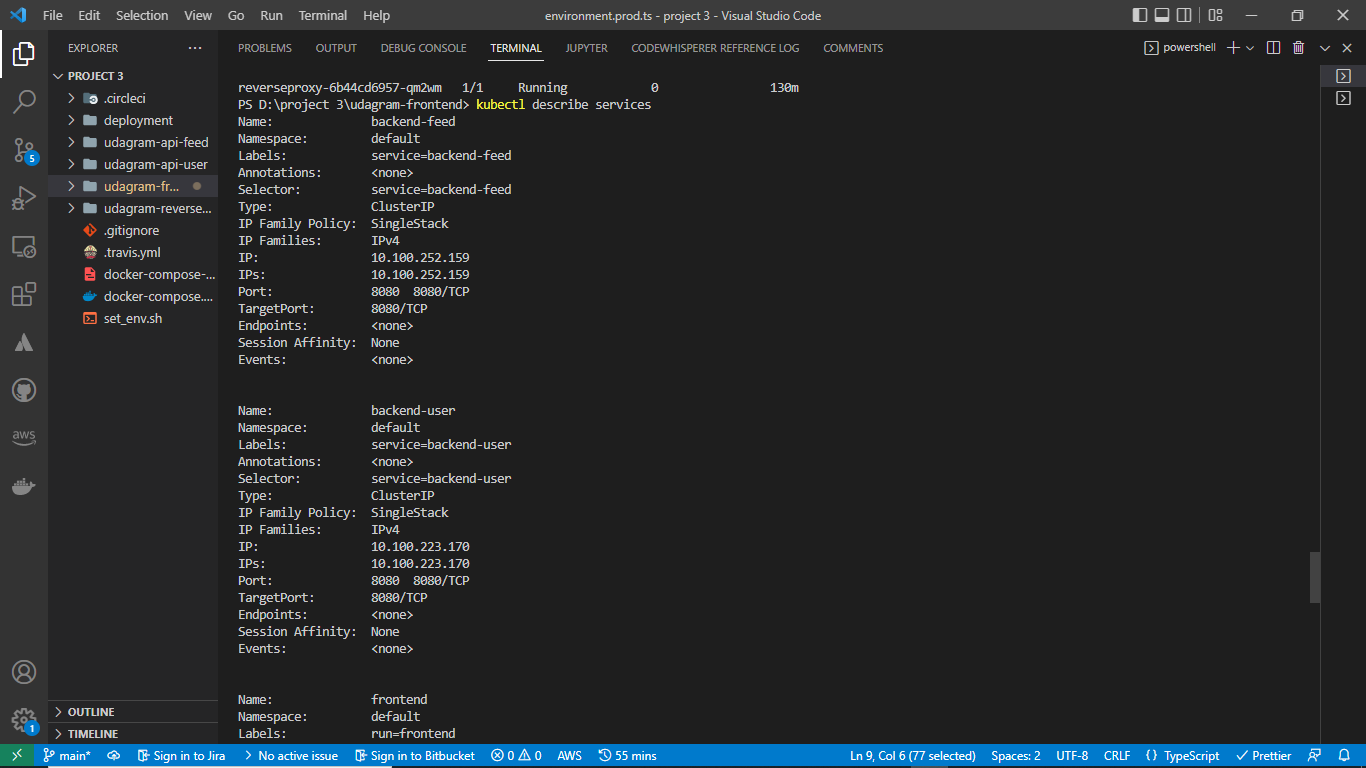 File Edit Selection View Go Run Terminal Help environment.prod.ts - project 3 - Visual Studio Code
EXPLORER ...
PROJECT 3
.circleci
deployment
udagram-api-feed
udagram-api-user
udagram-fr...
udagram-reverse...
.gitignore
.travis.yml
docker-compose-...
docker-compose....
set_env.sh
OUTLINE
TIMELINE
5
aws
1
PROBLEMS OUTPUT DEBUG CONSOLE TERMINAL JUPYTER CODEWHISPERER REFERENCE LOG COMMENTS powershell
reverseproxy-6b44cd6957-qm2wm 1/1 Running 0 130m
PS D:\project 3\udagram-frontend> kubectl describe services
Name: backend-feed
Namespace: default
Labels: service=backend-feed
Annotations: <none>
Selector: service=backend-feed
Type: ClusterIP
IP Family Policy: SingleStack
IP Families: IPv4
IP: 10.100.252.159
IPs: 10.100.252.159
Port: 8080 8080/TCP
TargetPort: 8080/TCP
Endpoints: <none>
Session Affinity: None
Events: <none>
Name: backend-user
Namespace: default
Labels: service=backend-user
Annotations: <none>
Selector: service=backend-user
Type: ClusterIP
IP Family Policy: SingleStack
IP Families: IPv4
IP: 10.100.223.170
IPs: 10.100.223.170
Port: 8080 8080/TCP
TargetPort: 8080/TCP
Endpoints: <none>
Session Affinity: None
Events: <none>
Name: frontend
Namespace: default
Labels: run=frontend
main* Sign in to Jira No active issue Sign in to Bitbucket 0 0 AWS 55 mins Ln 9, Col 6 (77 selected) Spaces: 2 UTF-8 CRLF { } TypeScript Prettier